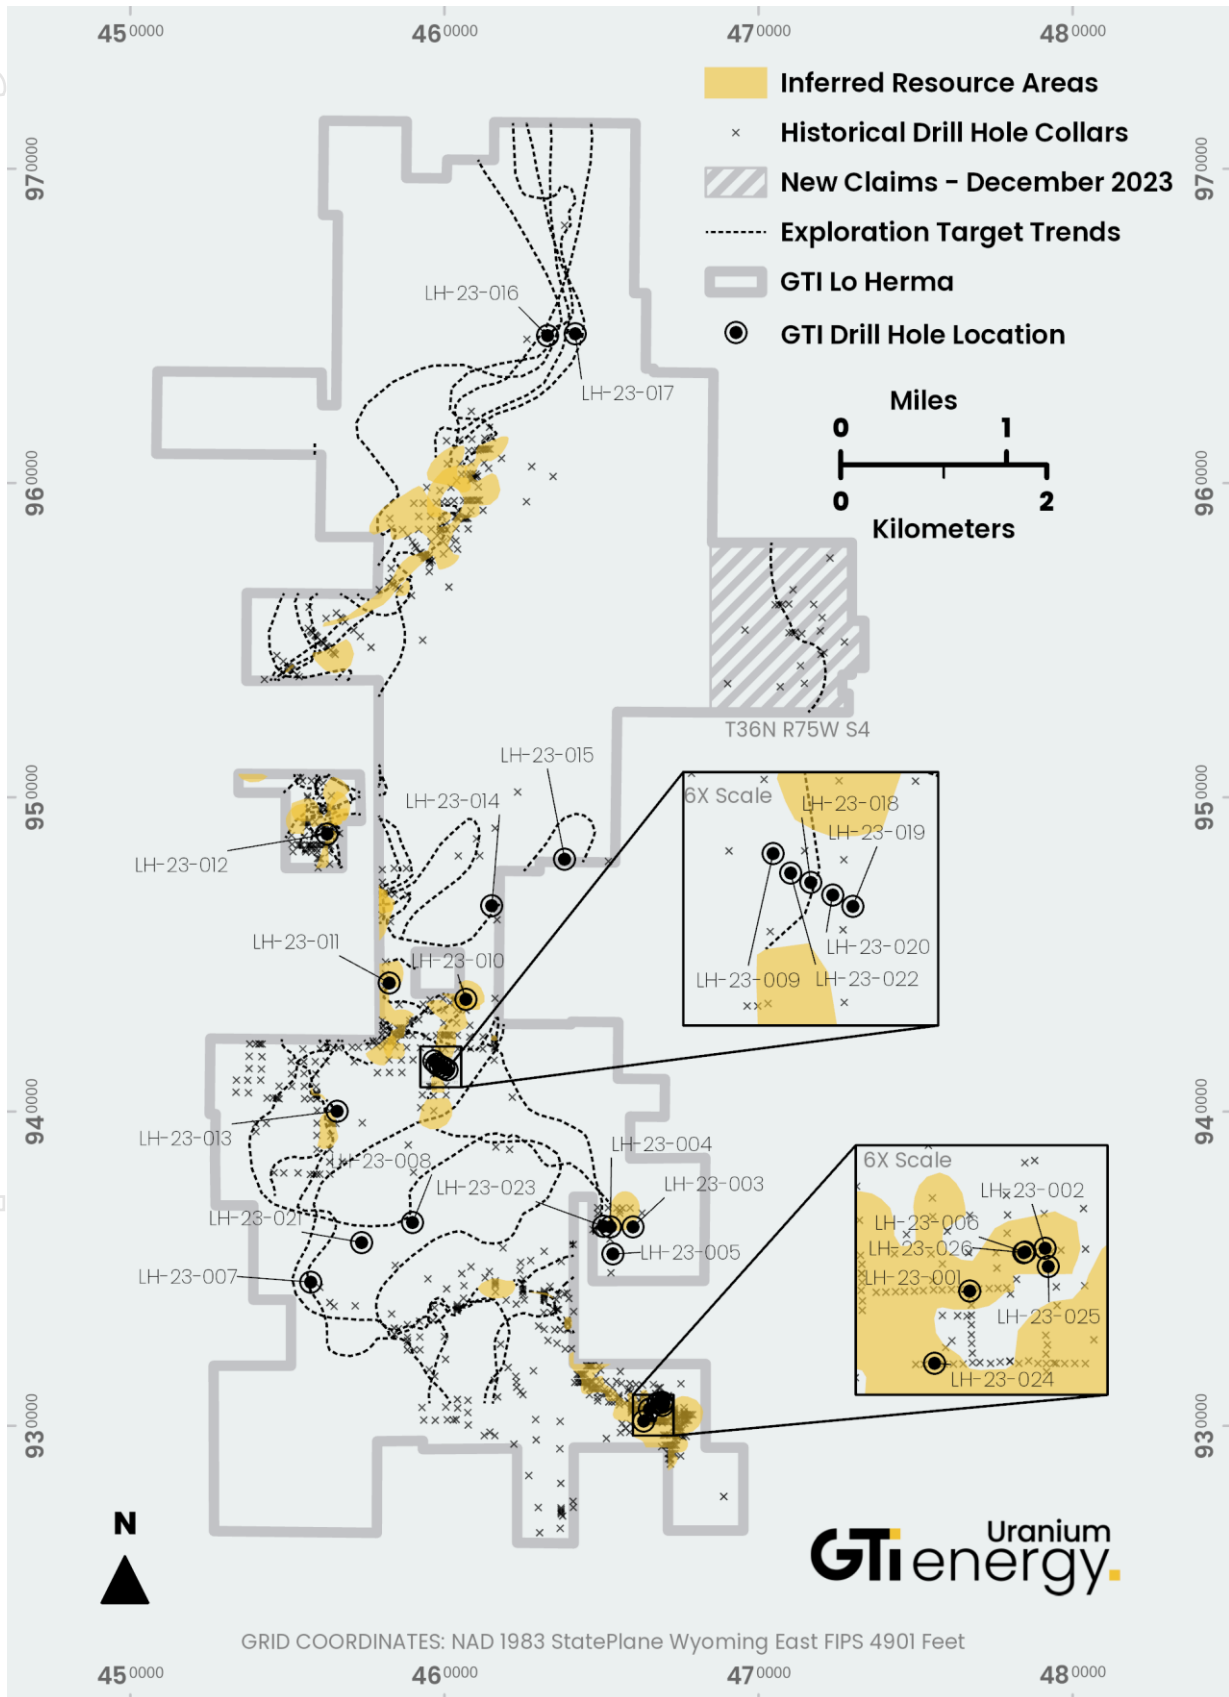 450000 460000 470000 480000
Inferred Resource Areas
Historical Drill Hole Collars
New Claims - December 2023
Exploration Target Trends
GTI Lo Herma
GTI Drill Hole Location
970000
970000
LH-23-016
LH-23-017
Miles
0 1
0 2
Kilometers
960000
960000
T36N R75W S4
LH-23-015
LH-23-014
950000
950000
LH-23-012
6X Scale
LH-23-018
LH-23-019
LH-23-020
LH-23-009 LH-23-022
LH-23-011
LH-23-010
940000
940000
LH-23-013
LH-23-008
LH-23-004
LH-23-023
LH-23-003
LH-23-021
LH-23-005
LH-23-007
6X Scale
LH-23-002
LH-23-006
LH-23-026
LH-23-001
LH-23-025
LH-23-024
930000
930000
N
Uranium
GTi energy.
GRID COORDINATES: NAD 1983 StatePlane Wyoming East FIPS 4901 Feet
450000 460000 470000 480000